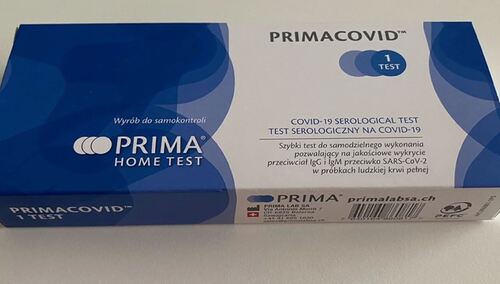 PRIMACOVID™
1
TEST
Wyrób do samokontroli
PRIMA®
HOME TEST
COVID-19 SEROLOGICAL TEST
TEST SEROLOGICZNY NA COVID-19
Szybki test do samodzielnego wykonania
pozwalający na jakościowe wykrycie
przeciwciał IgG i IgM przeciwko SARS-CoV-2
w próbkach ludzkiej krwi pełnej
PRIMACOVID™
1 TEST
PRIMA®
PRIMA LAB SA
primalabsa.ch
PEFC